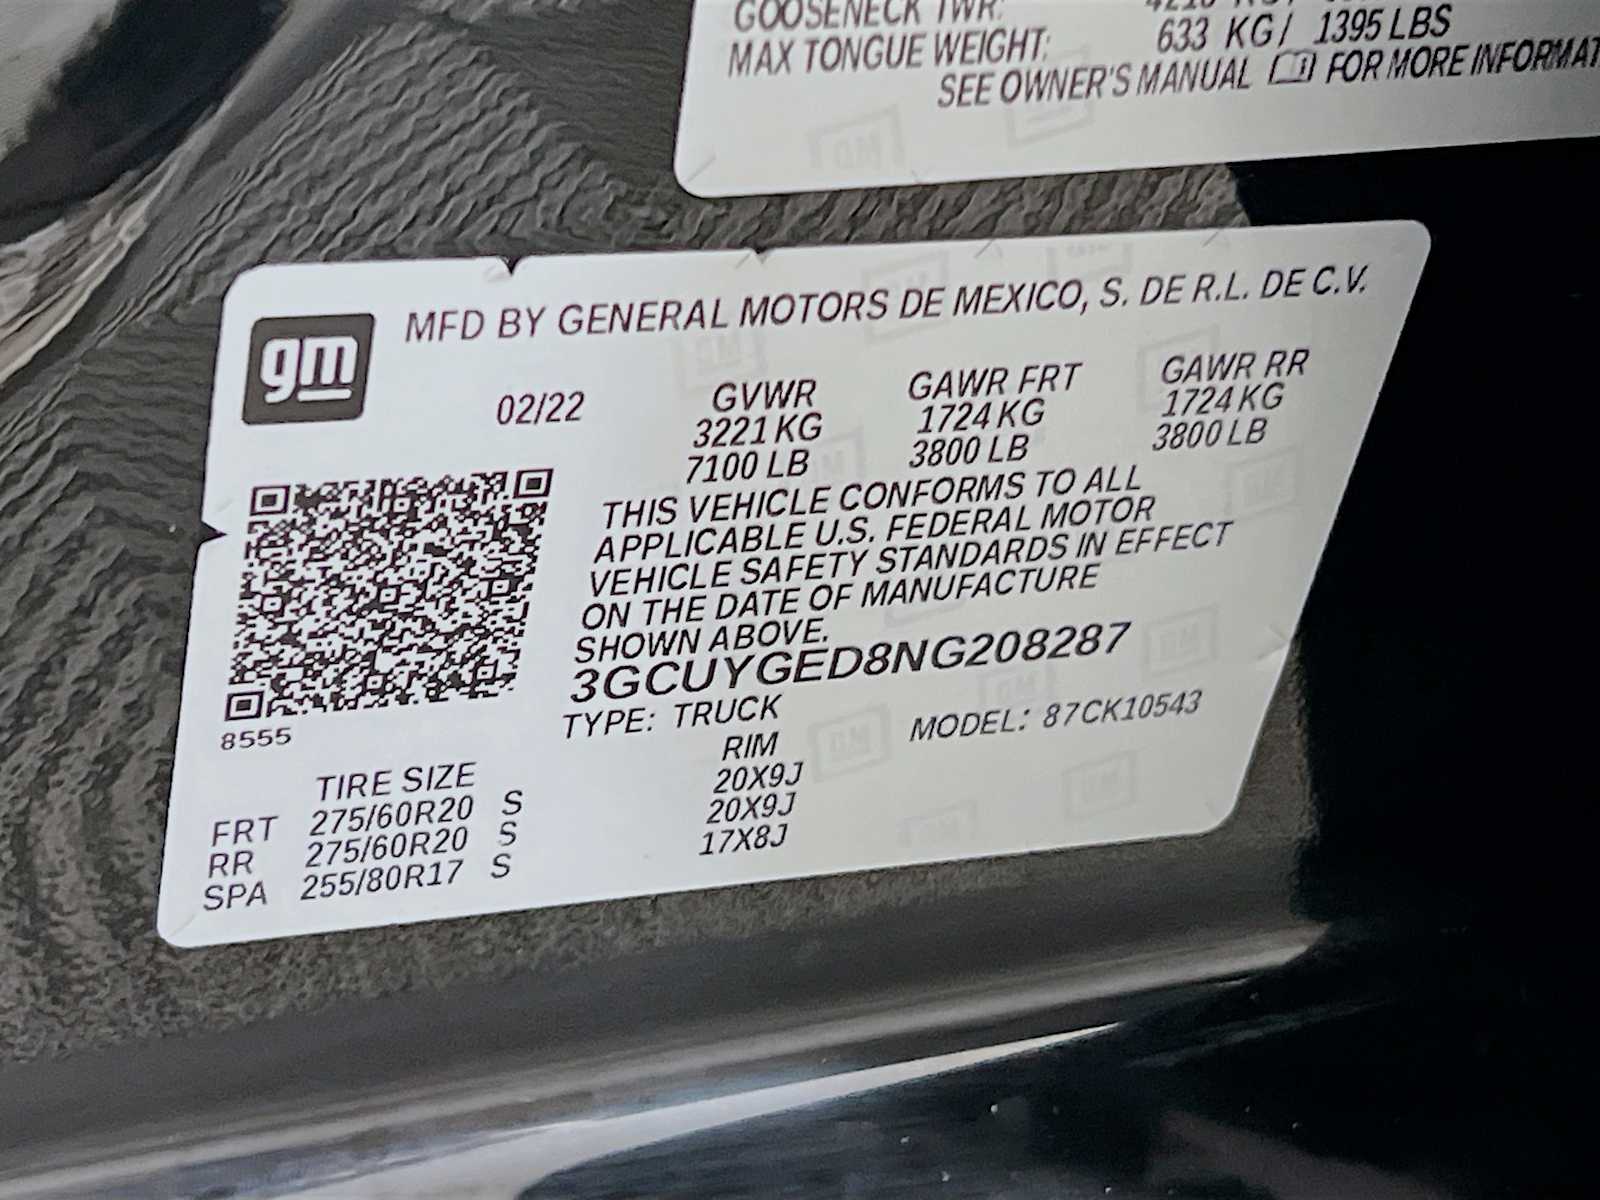 GOOSENECK TWR:
MAX TONGUE WEIGHT: 633 KG / 1395 LBS
SEE OWNER'S MANUAL FOR MORE
gm
MFD BY GENERAL MOTORS DE MEXICO, S. DE R.L. DE C.V.
02/22 GVWR GAWR FRT GAWR RR
3221 KG 1724 KG 1724 KG
7100 LB 3800 LB 3800 LB
THIS VEHICLE CONFORMS TO ALL
APPLICABLE U.S. FEDERAL MOTOR
VEHICLE SAFETY STANDARDS IN EFFECT
ON THE DATE OF MANUFACTURE
SHOWN ABOVE.
3GCUYGED8NG208287
8555
TYPE: TRUCK MODEL: 87CK10543
TIRE SIZE RIM
FRT 275/60R20 S 20X9J
RR 275/60R20 S 20X9J
SPA 255/80R17 S 17X8J